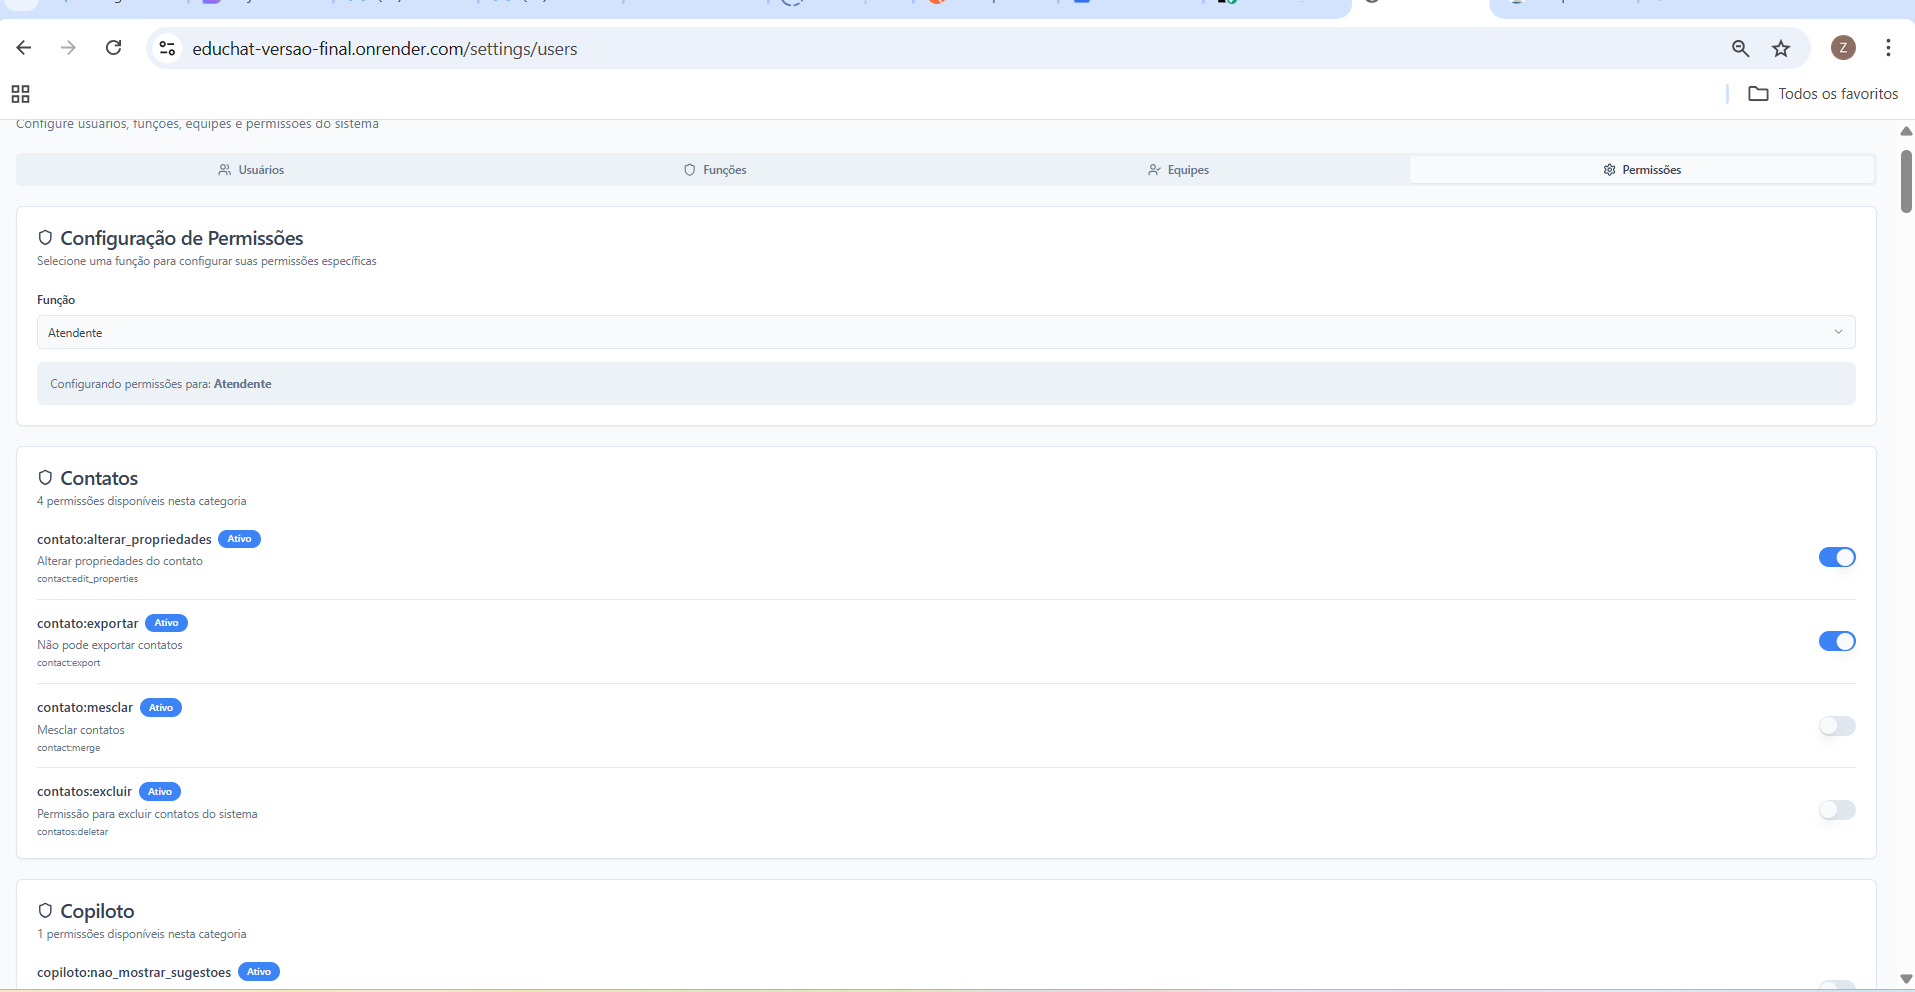 educhat-versao-final.onrender.com/settings/users
Z
Todos os favoritos
Configure usuários, funções, equipes e permissões do sistema
Usuários
Funções
Equipes
Permissões
Configuração de Permissões
Selecione uma função para configurar suas permissões específicas
Função
Atendente
Configurando permissões para: Atendente
Contatos
4 permissões disponíveis nesta categoria
contato:alterar_propriedades Ativo
Alterar propriedades do contato
contact:edit_properties
contato:exportar Ativo
Não pode exportar contatos
contact:export
contato:mesclar Ativo
Mesclar contatos
contact:merge
contatos:excluir Ativo
Permissão para excluir contatos do sistema
contatos:deletar
Copiloto
1 permissões disponíveis nesta categoria
copiloto:nao_mostrar_sugestoes Ativo